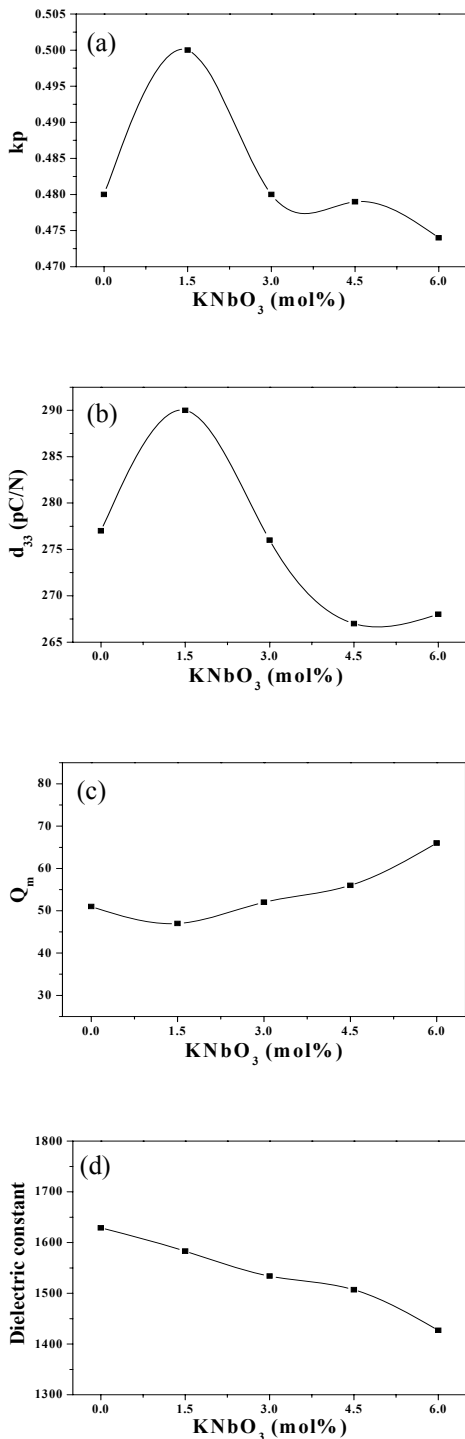 (a)
kp
0.500
0.495
0.490
0.485
0.480
0.475
0.470
0.0 1.5 3.0 4.5 6.0
KNbO₃ (mol%)
(b)
d₃₃ (pC/N)
290
285
280
275
270
265
0.0 1.5 3.0 4.5 6.0
KNbO₃ (mol%)
(c)
Qₘ
80
70
60
50
40
30
0.0 1.5 3.0 4.5 6.0
KNbO₃ (mol%)
(d)
Dielectric constant
1800
1700
1600
1500
1400
1300
0.0 1.5 3.0 4.5 6.0
KNbO₃ (mol%)